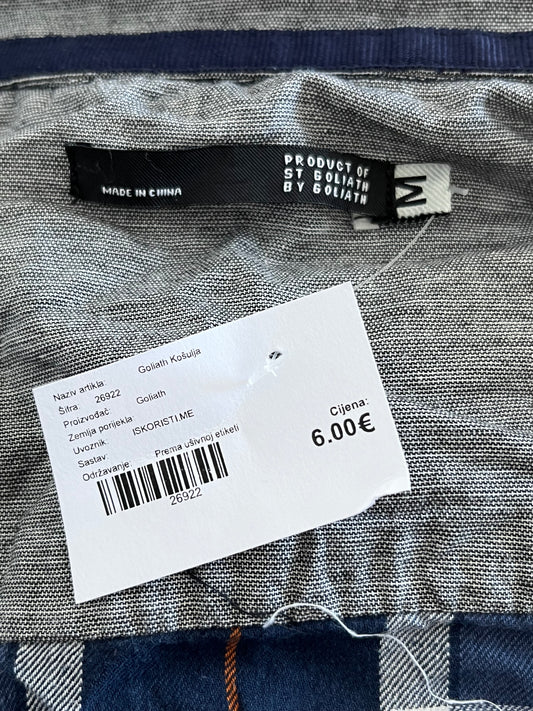 MADE IN CHINA
PRODUCT OF
ST GOLIATH
BY GOLIATH
M
Naziv artikla: Goliath Košulja
Šifra: 26922
Proizvođač: Goliath
Zemlja porijekla
Uvoznik: ISKORISTI.ME
Sastav:
Održavanje Prema ušivnoj etiketi
26922
Cijena:
6.00€